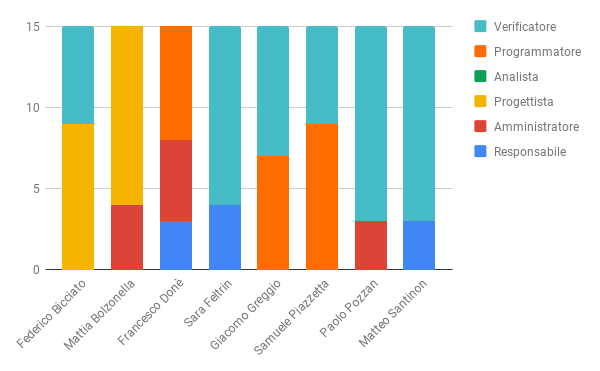 15
10
5
0
Federico Bicciato
Mattia Bolzonella
Francesco Donè
Sara Feltrin
Giacomo Greggio
Samuele Piazzetta
Paolo Pozzan
Matteo Santinon
Verificatore
Programmatore
Analista
Progettista
Amministratore
Responsabile